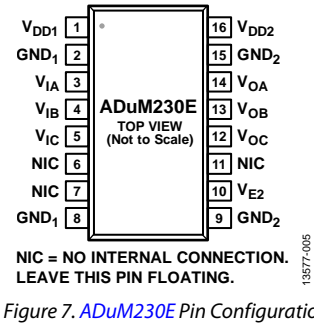 VDD1 1 16 VDD2
GND1 2 15 GND2
VIA 3 14 VOA
VIB 4 ADuM230E 13 VOB
TOP VIEW
VIC 5 (Not to Scale) 12 VOC
NIC 6 11 NIC
NIC 7 10 VE2
GND1 8 9 GND2
NIC = NO INTERNAL CONNECTION.
LEAVE THIS PIN FLOATING.
13577-005
Figure 7. ADuM230E Pin Configuratio